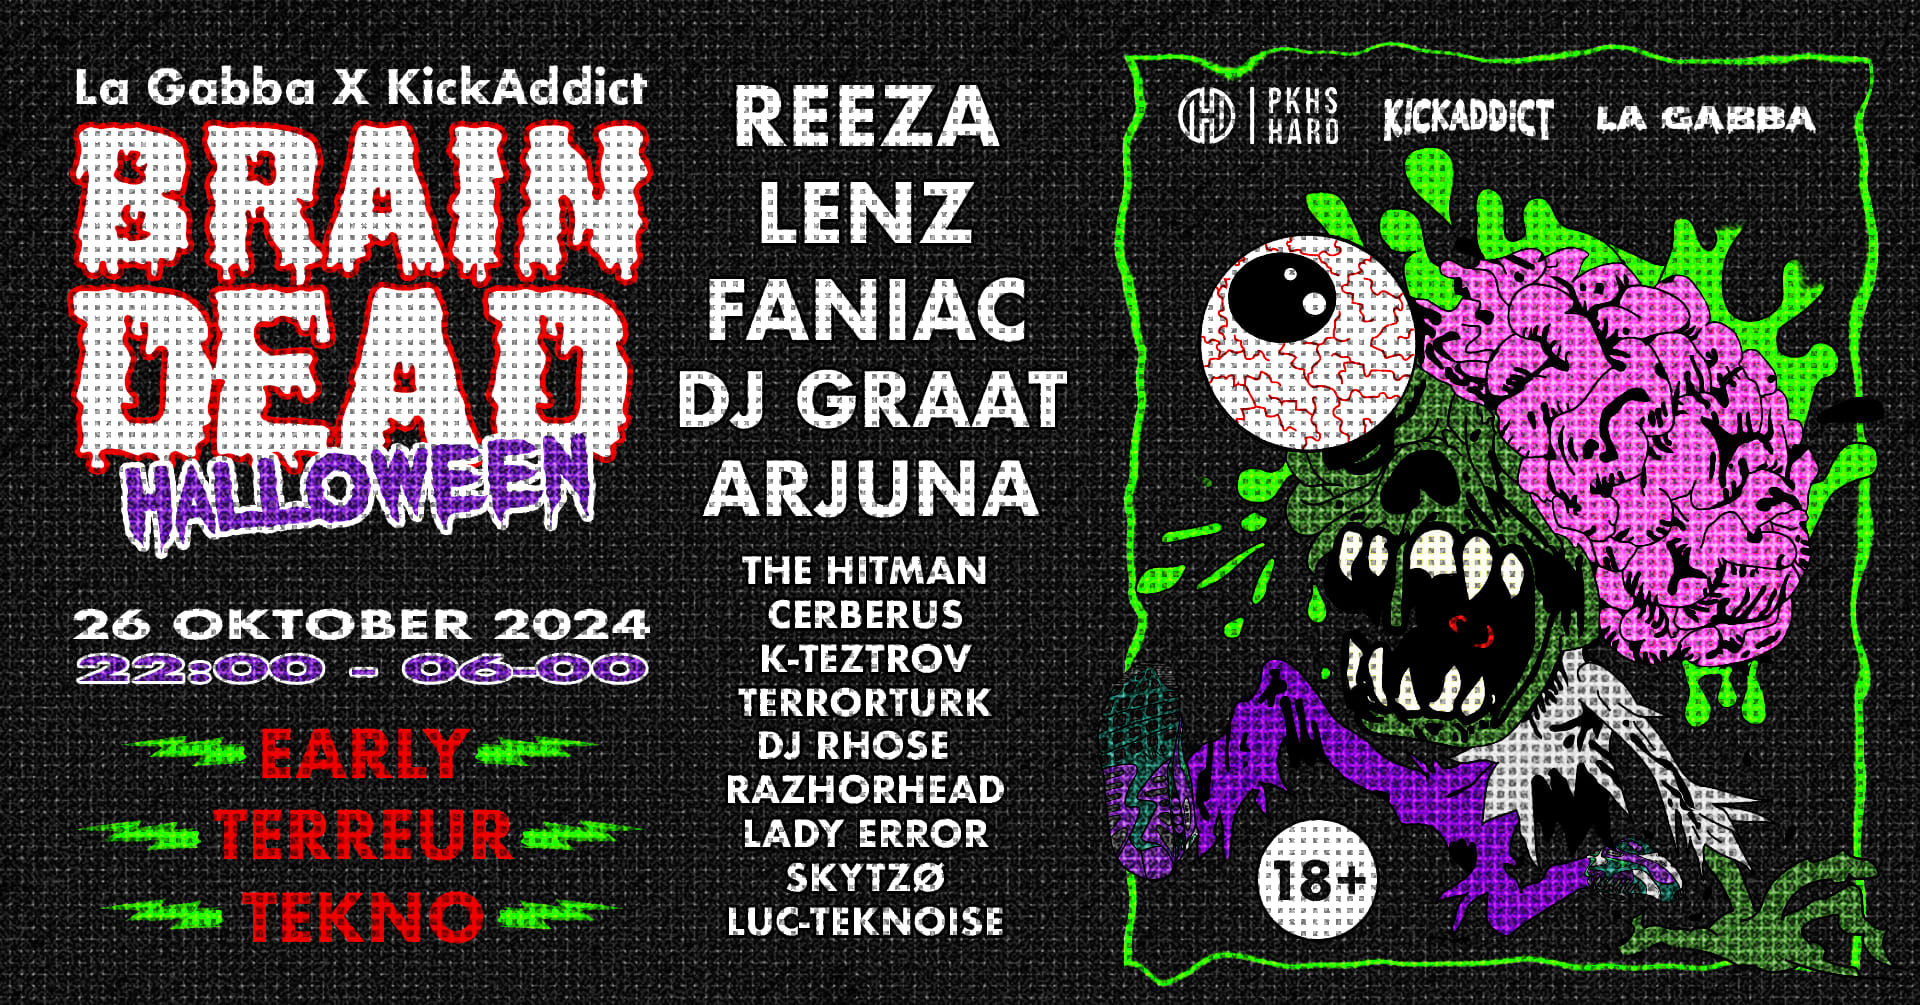 La Gabba X KickAddict
BRAIN
DEAD
HALLOWEEN
26 OKTOBER 2024
22:00 - 06-00
EARLY
TERREUR
TEKNO
REEZA
LENZ
FANIAC
DJ GRAAT
ARJUNA
THE HITMAN
CERBERUS
K-TEZTROV
TERRORTURK
DJ RHOSE
RAZHORHEAD
LADY ERROR
SKYTZØ
LUC-TEKNOISE
PKHS
HARD
KICKADDICT
LA GABBA
18+